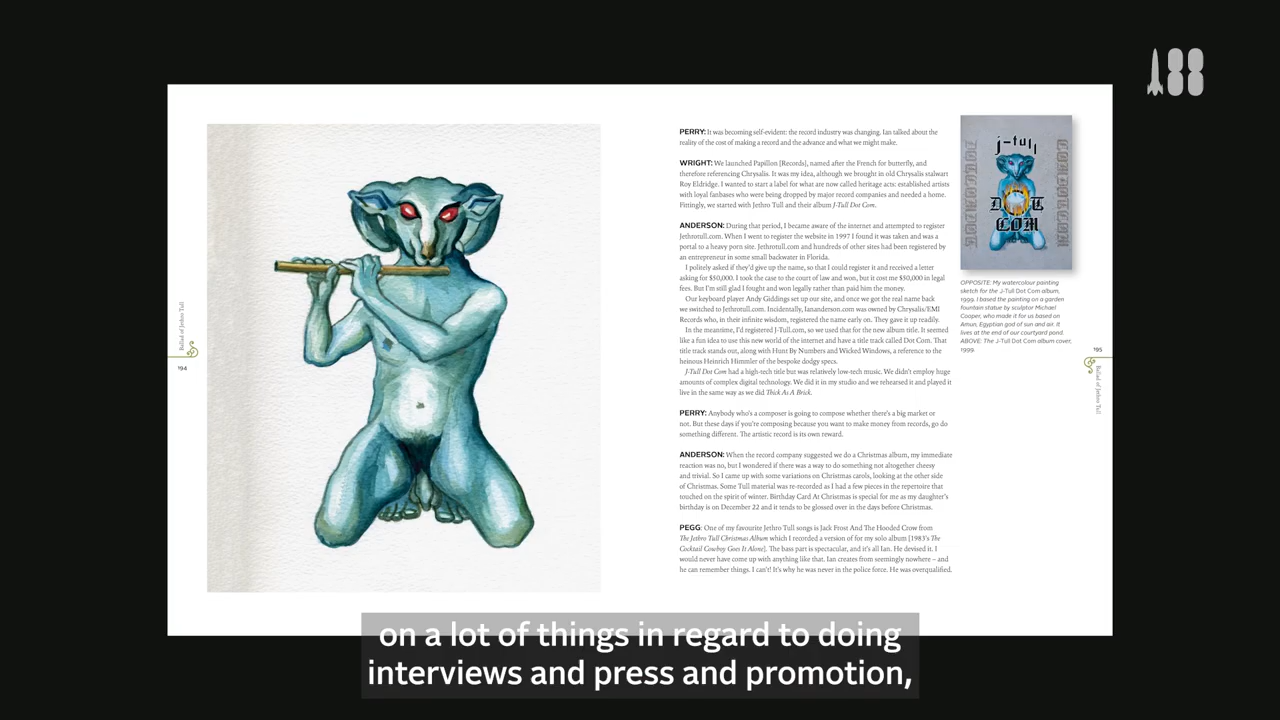 88
Ballad of Jethro Tull
194
PERRY: It was becoming self-evident: the record industry was changing. Ian talked about the
reality of the cost of making a record and the advance and what we might make.
WRIGHT: We launched Papillon [Records], named after the French for butterfly, and
therefore referencing Chrysalis. It was my idea, although we brought in old Chrysalis stalwart
Roy Eldridge. I wanted to start a label for what are now called heritage acts: established artists
with loyal fanbases who were being dropped by major record companies and needed a home.
Fittingly, we started with Jethro Tull and their album J-Tull Dot Com.
ANDERSON: During that period, I became aware of the internet and attempted to register
Jethrotull.com. When I went to register the website in 1997 I found it was taken and was a
portal to a heavy porn site. Jethrotull.com and hundreds of other sites had been registered by
an entrepreneur in some small backwater in Florida.
I politely asked if they'd give up the name, so that I could register it and received a letter
asking for $50,000. I took the case to the court of law and won, but it cost me $50,000 in legal
fees. But I'm still glad I fought and won legally rather than paid him the money.
Our keyboard player Andy Giddings set up our site, and once we got the real name back
we switched to Jethrotull.com. Incidentally, Iananderson.com was owned by Chrysalis/EMI
Records who, in their infinite wisdom, registered the name early on. They gave it up readily.
In the meantime, I'd registered J-Tull.com, so we used that for the new album title. It seemed
like a fun idea to use this new world of the internet and have a title track called Dot Com. That
title track stands out, along with Hunt By Numbers and Wicked Windows, a reference to the
heinous Heinrich Himmler of the bespoke dodgy specs.
J-Tull Dot Com had a high-tech title but was relatively low-tech music. We didn't employ huge
amounts of complex digital technology. We did it in my studio and we rehearsed it and played it
live in the same way as we did Thick As A Brick.
PERRY: Anybody who's a composer is going to compose whether there's a big market or
not. But these days if you're composing because you want to make money from records, go do
something different. The artistic record is its own reward.
ANDERSON: When the record company suggested we do a Christmas album, my immediate
reaction was no, but I wondered if there was a way to do something not altogether cheesy
and trivial. So I came up with some variations on Christmas carols, looking at the other side
of Christmas. Some Tull material was re-recorded as I had a few pieces in the repertoire that
touched on the spirit of winter. Birthday Card At Christmas is special for me as my daughter's
birthday is on December 22 and it tends to be glossed over in the days before Christmas.
PEGG: One of my favourite Jethro Tull songs is Jack Frost And The Hooded Crow from
The Jethro Tull Christmas Album which I recorded a version of for my solo album [1983's The
Cocktail Cowboy Goes It Alone]. The bass part is spectacular, and it's all Ian. He devised it. I
would never have come up with anything like that. Ian creates from seemingly nowhere – and
he can remember things. I can't! It's why he was never in the police force. He was overqualified.
j-tull
DOT
COM
OPPOSITE: My watercolour painting
sketch for the J-Tull Dot Com album,
1999. I based the painting on a garden
fountain statue by sculptor Michael
Cooper, who made it for us based on
Amun, Egyptian god of sun and air. It
lives at the end of our courtyard pond.
ABOVE: The J-Tull Dot Com album cover,
1999
195
Ballad of Jethro Tull
on a lot of things in regard to doing
interviews and press and promotion,